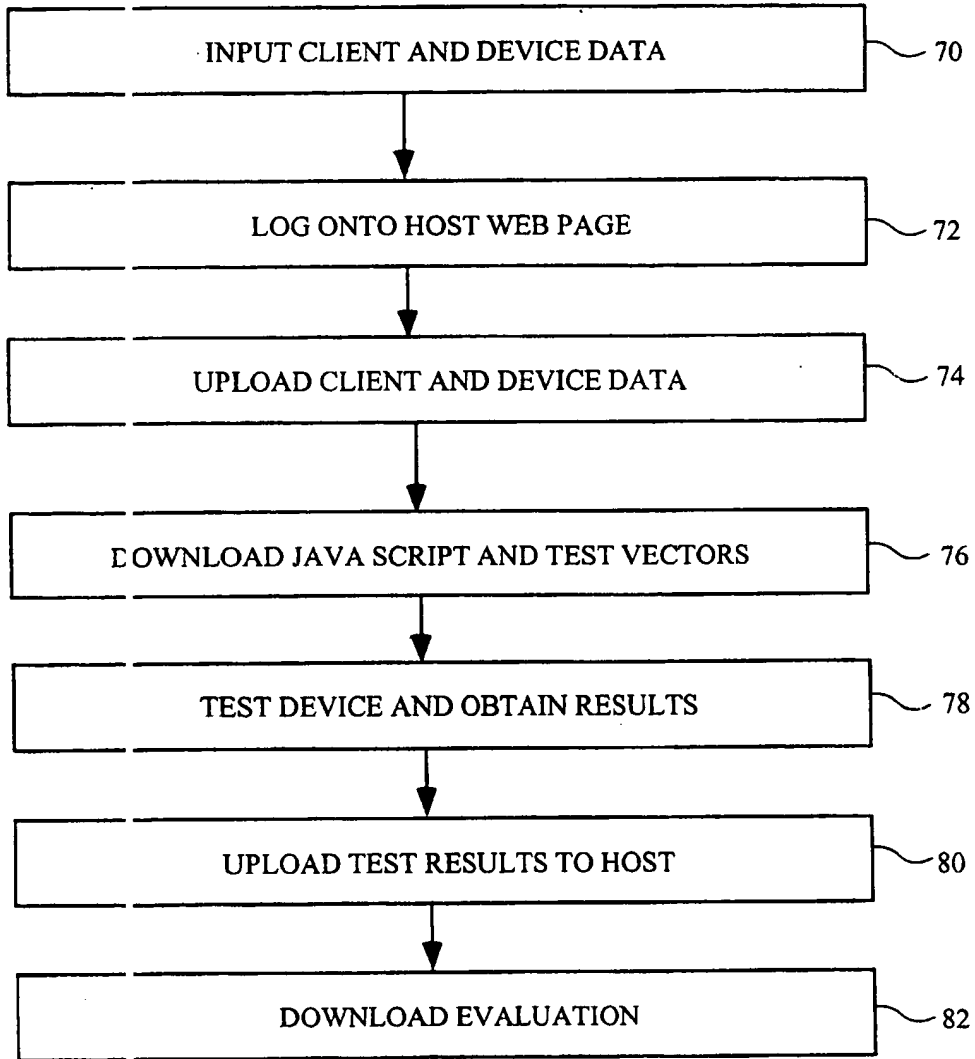 INPUT CLIENT AND DEVICE DATA 70
LOG ONTO HOST WEB PAGE 72
UPLOAD CLIENT AND DEVICE DATA 74
DOWNLOAD JAVA SCRIPT AND TEST VECTORS 76
TEST DEVICE AND OBTAIN RESULTS 78
UPLOAD TEST RESULTS TO HOST 80
DOWNLOAD EVALUATION 82